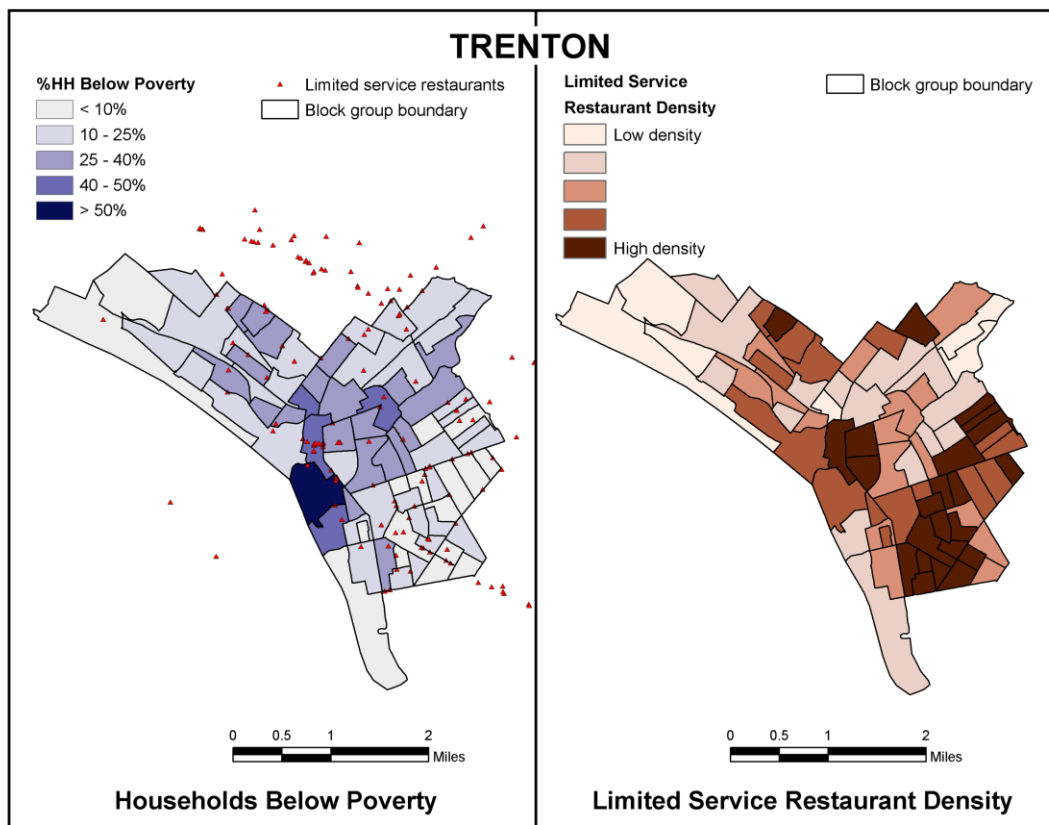 TRENTON
%HH Below Poverty
< 10%
10 - 25%
25 - 40%
40 - 50%
> 50%
Limited service restaurants
Block group boundary
0 0.5 1 2
Miles
Households Below Poverty
Limited Service
Restaurant Density
Low density
High density
Block group boundary
0 0.5 1 2
Miles
Limited Service Restaurant Density